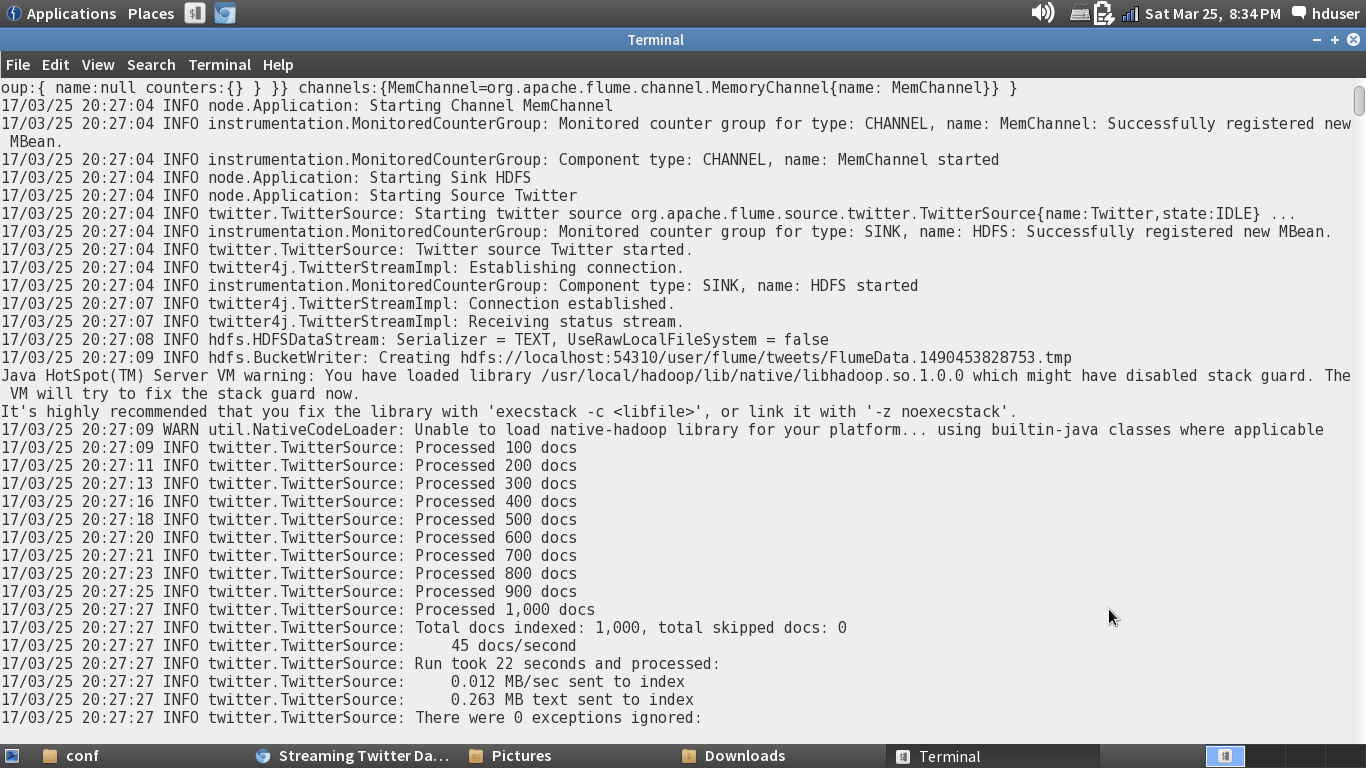 Applications Places Sat Mar 25, 8:34 PM hduser
Terminal
File Edit View Search Terminal Help
oup:{ name:null counters:{} } }} channels:{MemChannel=org.apache.flume.channel.MemoryChannel{name: MemChannel}} }
17/03/25 20:27:04 INFO node.Application: Starting Channel MemChannel
17/03/25 20:27:04 INFO instrumentation.MonitoredCounterGroup: Monitored counter group for type: CHANNEL, name: MemChannel: Successfully registered new
 MBean.
17/03/25 20:27:04 INFO instrumentation.MonitoredCounterGroup: Component type: CHANNEL, name: MemChannel started
17/03/25 20:27:04 INFO node.Application: Starting Sink HDFS
17/03/25 20:27:04 INFO node.Application: Starting Source Twitter
17/03/25 20:27:04 INFO twitter.TwitterSource: Starting twitter source org.apache.flume.source.twitter.TwitterSource{name:Twitter,state:IDLE} ...
17/03/25 20:27:04 INFO instrumentation.MonitoredCounterGroup: Monitored counter group for type: SINK, name: HDFS: Successfully registered new MBean.
17/03/25 20:27:04 INFO twitter.TwitterSource: Twitter source Twitter started.
17/03/25 20:27:04 INFO twitter4j.TwitterStreamImpl: Establishing connection.
17/03/25 20:27:04 INFO instrumentation.MonitoredCounterGroup: Component type: SINK, name: HDFS started
17/03/25 20:27:07 INFO twitter4j.TwitterStreamImpl: Connection established.
17/03/25 20:27:07 INFO twitter4j.TwitterStreamImpl: Receiving status stream.
17/03/25 20:27:08 INFO hdfs.HDFSDataStream: Serializer = TEXT, UseRawLocalFileSystem = false
17/03/25 20:27:09 INFO hdfs.BucketWriter: Creating hdfs://localhost:54310/user/flume/tweets/FlumeData.1490453828753.tmp
Java HotSpot(TM) Server VM warning: You have loaded library /usr/local/hadoop/lib/native/libhadoop.so.1.0.0 which might have disabled stack guard. The
 VM will try to fix the stack guard now.
It's highly recommended that you fix the library with 'execstack -c <libfile>', or link it with '-z noexecstack'.
17/03/25 20:27:09 WARN util.NativeCodeLoader: Unable to load native-hadoop library for your platform... using builtin-java classes where applicable
17/03/25 20:27:09 INFO twitter.TwitterSource: Processed 100 docs
17/03/25 20:27:11 INFO twitter.TwitterSource: Processed 200 docs
17/03/25 20:27:13 INFO twitter.TwitterSource: Processed 300 docs
17/03/25 20:27:16 INFO twitter.TwitterSource: Processed 400 docs
17/03/25 20:27:18 INFO twitter.TwitterSource: Processed 500 docs
17/03/25 20:27:20 INFO twitter.TwitterSource: Processed 600 docs
17/03/25 20:27:21 INFO twitter.TwitterSource: Processed 700 docs
17/03/25 20:27:23 INFO twitter.TwitterSource: Processed 800 docs
17/03/25 20:27:25 INFO twitter.TwitterSource: Processed 900 docs
17/03/25 20:27:27 INFO twitter.TwitterSource: Processed 1,000 docs
17/03/25 20:27:27 INFO twitter.TwitterSource: Total docs indexed: 1,000, total skipped docs: 0
17/03/25 20:27:27 INFO twitter.TwitterSource:     45 docs/second
17/03/25 20:27:27 INFO twitter.TwitterSource: Run took 22 seconds and processed:
17/03/25 20:27:27 INFO twitter.TwitterSource:     0.012 MB/sec sent to index
17/03/25 20:27:27 INFO twitter.TwitterSource:     0.263 MB text sent to index
17/03/25 20:27:27 INFO twitter.TwitterSource: There were 0 exceptions ignored:
conf Streaming Twitter Da... Pictures Downloads Terminal